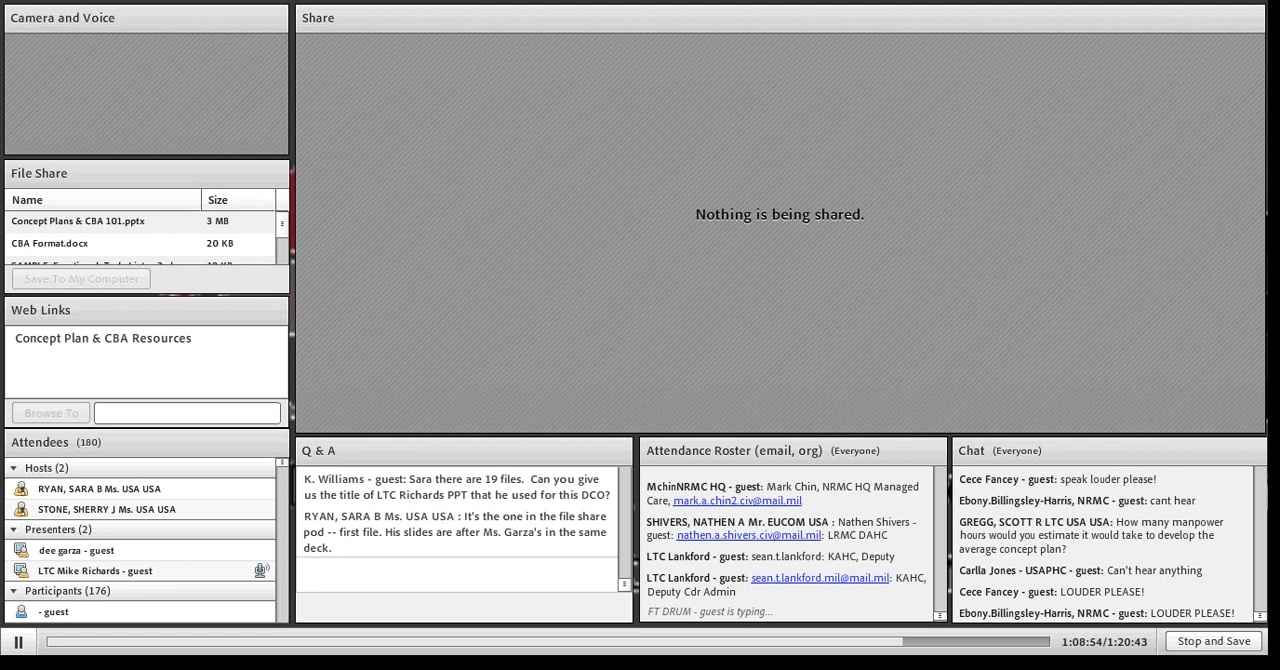 Camera and Voice
Share
Nothing is being shared.
File Share
Name Size
Concept Plans & CBA 101.pptx 3 MB
CBA Format.docx 20 KB
Save To My Computer
Web Links
Concept Plan & CBA Resources
Browse To
Attendees (180)
Hosts (2)
RYAN, SARA B Ms. USA USA
STONE, SHERRY J Ms. USA USA
Presenters (2)
dee garza - guest
LTC Mike Richards - guest
Participants (176)
- guest
Q & A
K. Williams - guest: Sara there are 19 files. Can you give
us the title of LTC Richards PPT that he used for this DCO?
RYAN, SARA B Ms. USA USA : It's the one in the file share
pod -- first file. His slides are after Ms. Garza's in the same
deck.
Attendance Roster (email, org) (Everyone)
MchinNRMC HQ - guest: Mark Chin, NRMC HQ Managed
Care, mark.a.chin2.civ@mail.mil
SHIVERS, NATHEN A Mr. EUCOM USA : Nathen Shivers -
guest: nathen.a.shivers.civ@mail.mil: LRMC DAHC
LTC Lankford - guest: sean.t.lankford: KAHC, Deputy
LTC Lankford - guest: sean.t.lankford.mil@mail.mil: KAHC,
Deputy Cdr Admin
FT DRUM - guest is typing...
Chat (Everyone)
Cece Fancey - guest: speak louder please!
Ebony.Billingsley-Harris, NRMC - guest: cant hear
GREGG, SCOTT R LTC USA USA: How many manpower
hours would you estimate it would take to develop the
average concept plan?
Carlla Jones - USAPHC - guest: Can't hear anything
Cece Fancey - guest: LOUDER PLEASE!
Ebony.Billingsley-Harris, NRMC - guest: LOUDER PLEASE!
1:08:54/1:20:43
Stop and Save